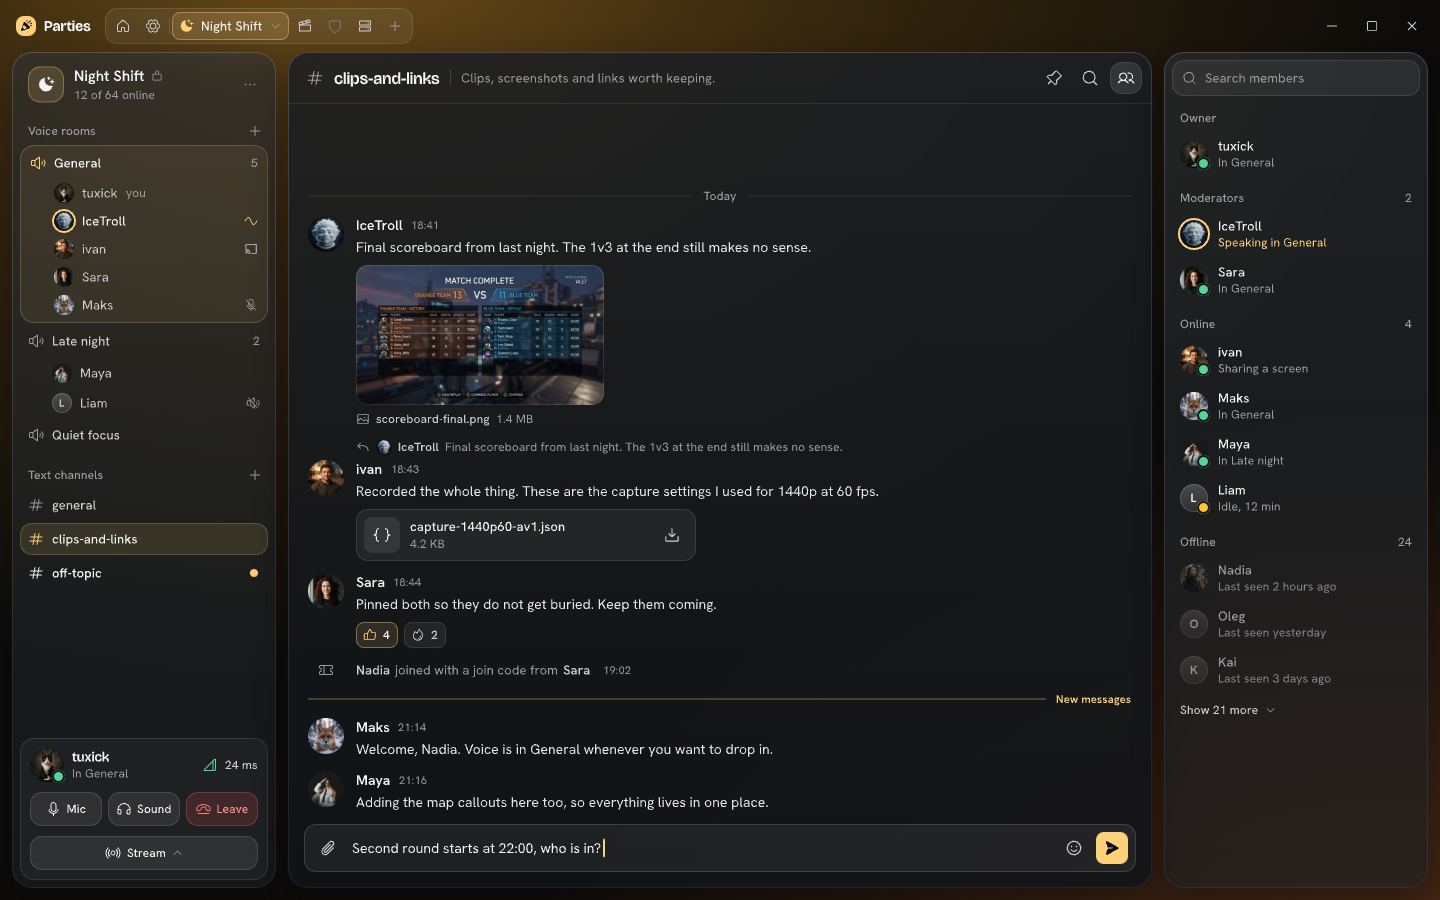 Parties
Night Shift
Night Shift
12 of 64 online
Voice rooms
General 5
tuxick you
IceTroll
ivan
Sara
Maks
Late night 2
Maya
L Liam
Quiet focus
Text channels
# general
# clips-and-links
# off-topic
tuxick
In General
24 ms
Mic
Sound
Leave
Stream
# clips-and-links
Clips, screenshots and links worth keeping.
Today
IceTroll 18:41
Final scoreboard from last night. The 1v3 at the end still makes no sense.
MATCH COMPLETE
ORANGE TEAM 13 VS 11 BLUE TEAM
scoreboard-final.png 1.4 MB
IceTroll Final scoreboard from last night. The 1v3 at the end still makes no sense.
ivan 18:43
Recorded the whole thing. These are the capture settings I used for 1440p at 60 fps.
{ } capture-1440p60-av1.json
4.2 KB
Sara 18:44
Pinned both so they do not get buried. Keep them coming.
4
2
Nadia joined with a join code from Sara 19:02
New messages
Maks 21:14
Welcome, Nadia. Voice is in General whenever you want to drop in.
Maya 21:16
Adding the map callouts here too, so everything lives in one place.
Second round starts at 22:00, who is in?
Search members
Owner
tuxick
In General
Moderators 2
IceTroll
Speaking in General
Sara
In General
Online 4
ivan
Sharing a screen
Maks
In General
Maya
In Late night
L Liam
Idle, 12 min
Offline 24
Nadia
Last seen 2 hours ago
O Oleg
Last seen yesterday
K Kai
Last seen 3 days ago
Show 21 more